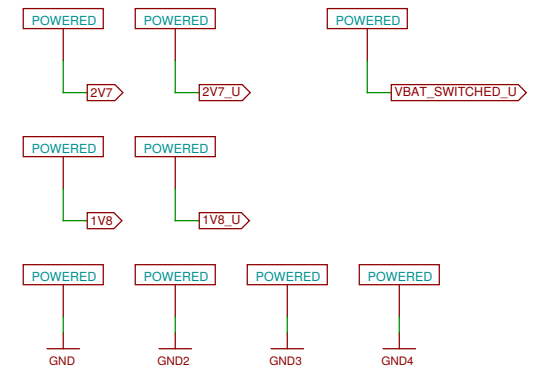 POWERED POWERED POWERED
2V7 2V7_U VBAT_SWITCHED_U
POWERED POWERED
1V8 1V8_U
POWERED POWERED POWERED POWERED
GND GND2 GND3 GND4